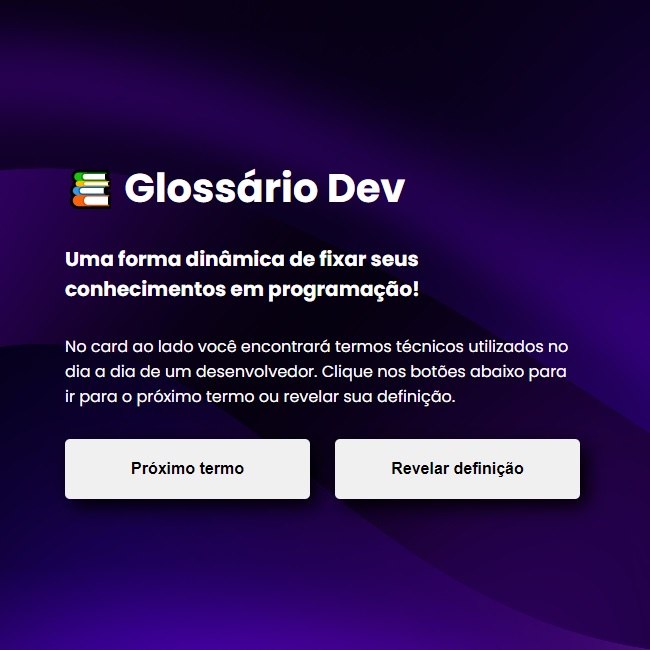 Glossário Dev
Uma forma dinâmica de fixar seus
conhecimentos em programação!
No card ao lado você encontrará termos técnicos utilizados no
dia a dia de um desenvolvedor. Clique nos botões abaixo para
ir para o próximo termo ou revelar sua definição.
Próximo termo
Revelar definição